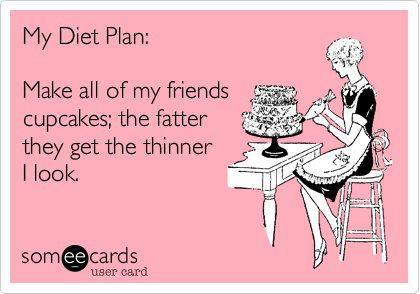 My Diet Plan:
Make all of my friends
cupcakes; the fatter
they get the thinner
I look.
someecards
user card